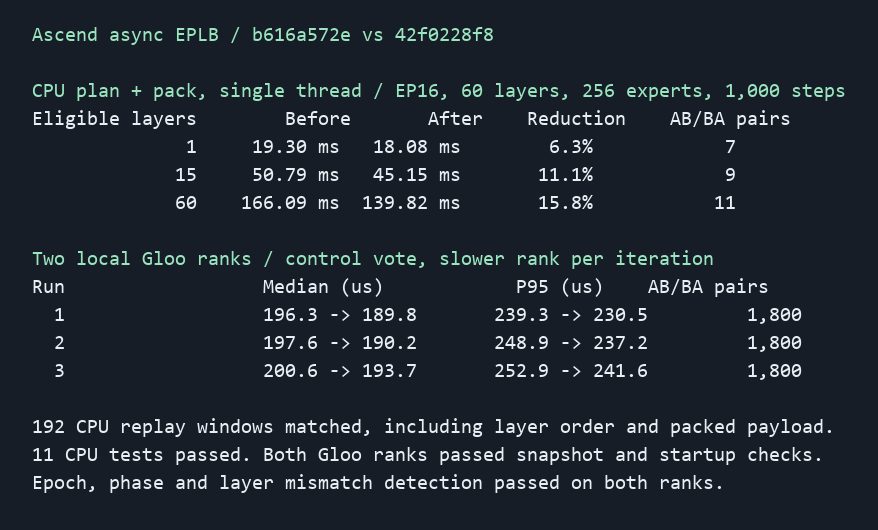 Ascend async EPLB / b616a572e vs 42f0228f8
CPU plan + pack, single thread / EP16, 60 layers, 256 experts, 1,000 steps
Eligible layers Before After Reduction AB/BA pairs
1 19.30 ms 18.08 ms 6.3% 7
15 50.79 ms 45.15 ms 11.1% 9
60 166.09 ms 139.82 ms 15.8% 11
Two local Gloo ranks / control vote, slower rank per iteration
Run Median (us) P95 (us) AB/BA pairs
1 196.3 -> 189.8 239.3 -> 230.5 1,800
2 197.6 -> 190.2 248.9 -> 237.2 1,800
3 200.6 -> 193.7 252.9 -> 241.6 1,800
192 CPU replay windows matched, including layer order and packed payload.
11 CPU tests passed. Both Gloo ranks passed snapshot and startup checks.
Epoch, phase and layer mismatch detection passed on both ranks.